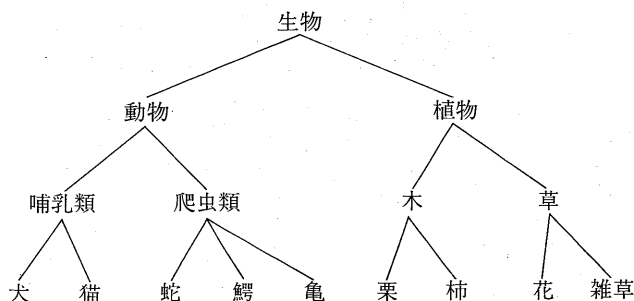 生物
動物 植物
哺乳類 爬虫類 木 草
犬 猫 蛇 鰐 亀 栗 柿 花 雑草